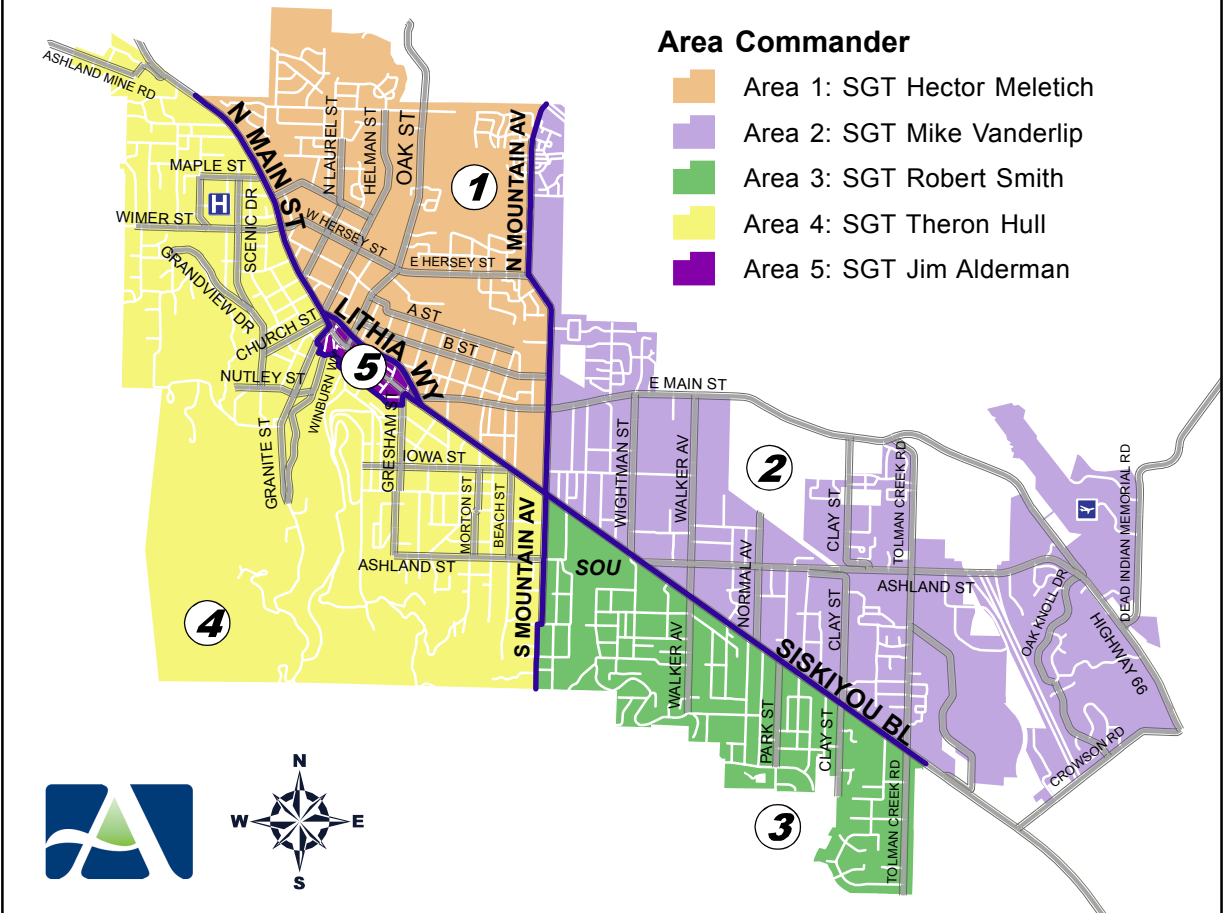 Area Commander
Area 1: SGT Hector Meletich
Area 2: SGT Mike Vanderlip
Area 3: SGT Robert Smith
Area 4: SGT Theron Hull
Area 5: SGT Jim Alderman
ASHLAND MINE RD
N MAIN ST
N LAUREL ST
HELMAN ST
OAK ST
N MOUNTAIN AV
1
MAPLE ST
H
WIMER ST
SCENIC DR
W HERSEY ST
E HERSEY ST
GRANDVIEW DR
CHURCH ST
LITHIA WY
A ST
B ST
5
NUTLEY ST
WINBURN WY
GRANITE ST
GRESHAM ST
E MAIN ST
IOWA ST
MORTON ST
BEACH ST
S MOUNTAIN AV
WIGHTMAN ST
WALKER AV
2
CLAY ST
TOLMAN CREEK RD
DEAD INDIAN MEMORIAL RD
ASHLAND ST
SOU
NORMAL AV
ASHLAND ST
CLAY ST
OAK KNOLL DR
HIGHWAY 66
4
WALKER AV
SISKIYOU BL
PARK ST
CLAY ST
CROWSON RD
TOLMAN CREEK RD
3
N
W
E
S